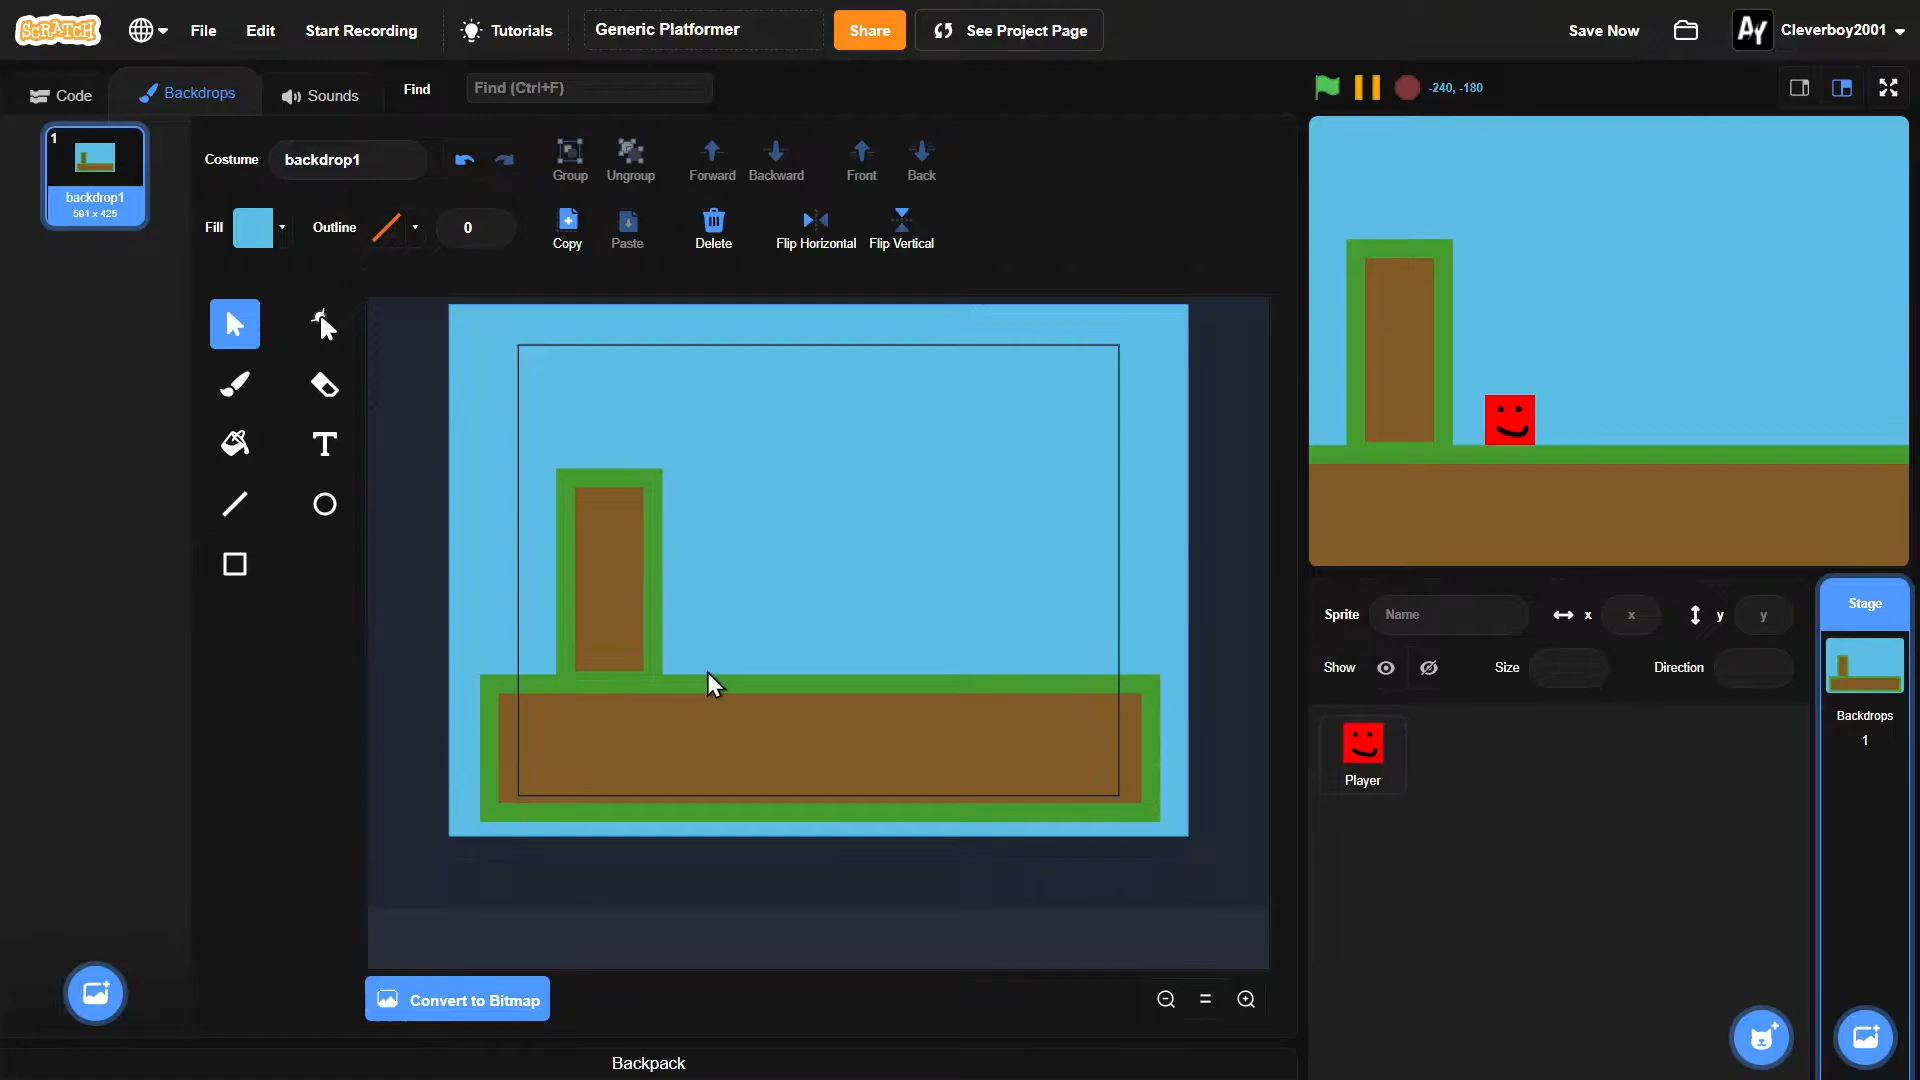 SCRATCH File Edit Start Recording Tutorials Generic Platformer Share See Project Page Save Now Ay Cleverboy2001
Code Backdrops Sounds Find Find (Ctrl+F) -240, -180
1
backdrop1
591 x 425
Costume backdrop1
Group Ungroup Forward Backward Front Back
Fill Outline 0
Copy Paste Delete Flip Horizontal Flip Vertical
T
Convert to Bitmap
Backpack
Sprite Name x x y y
Show Size Direction
Player
Stage
Backdrops
1